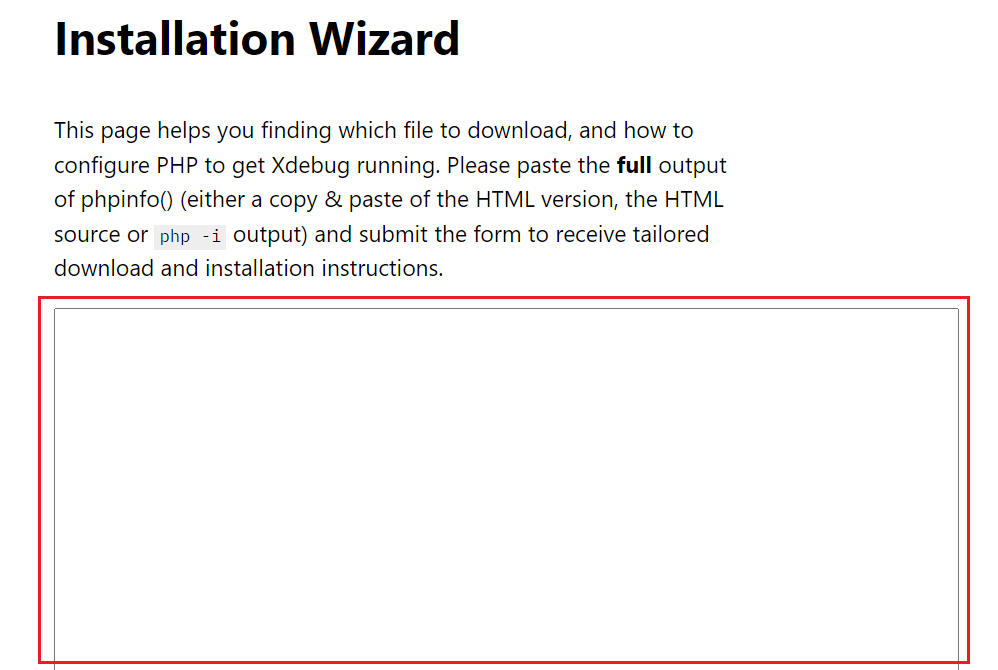 Installation Wizard
This page helps you finding which file to download, and how to
configure PHP to get Xdebug running. Please paste the full output
of phpinfo() (either a copy & paste of the HTML version, the HTML
source or php -i output) and submit the form to receive tailored
download and installation instructions.